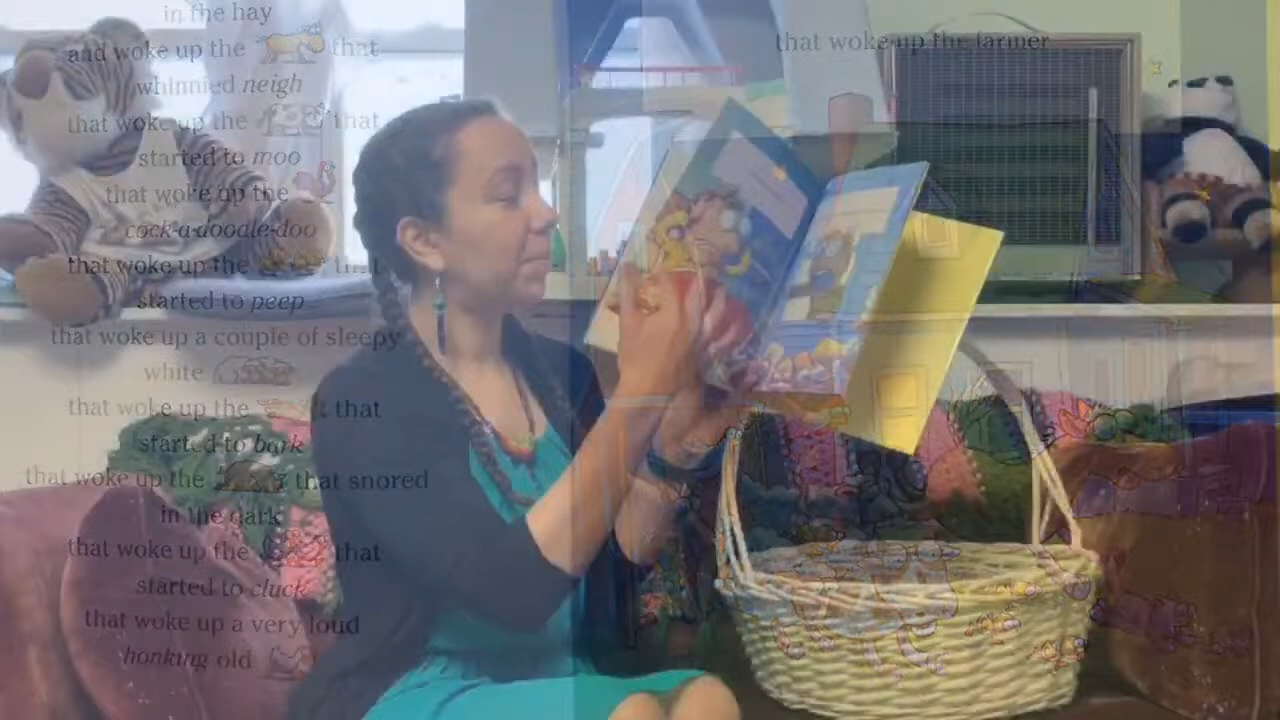 in the hay
and woke up the that
whinnied neigh
that woke up the that
started to moo
that woke up the
cock-a-doodle-doo
that woke up the that
started to peep
that woke up a couple of sleepy
white
that woke up the that
started to bark
that woke up the that snored
in the dark
that woke up the that
started to cluck
that woke up a very loud
honking old
that woke up the farmer